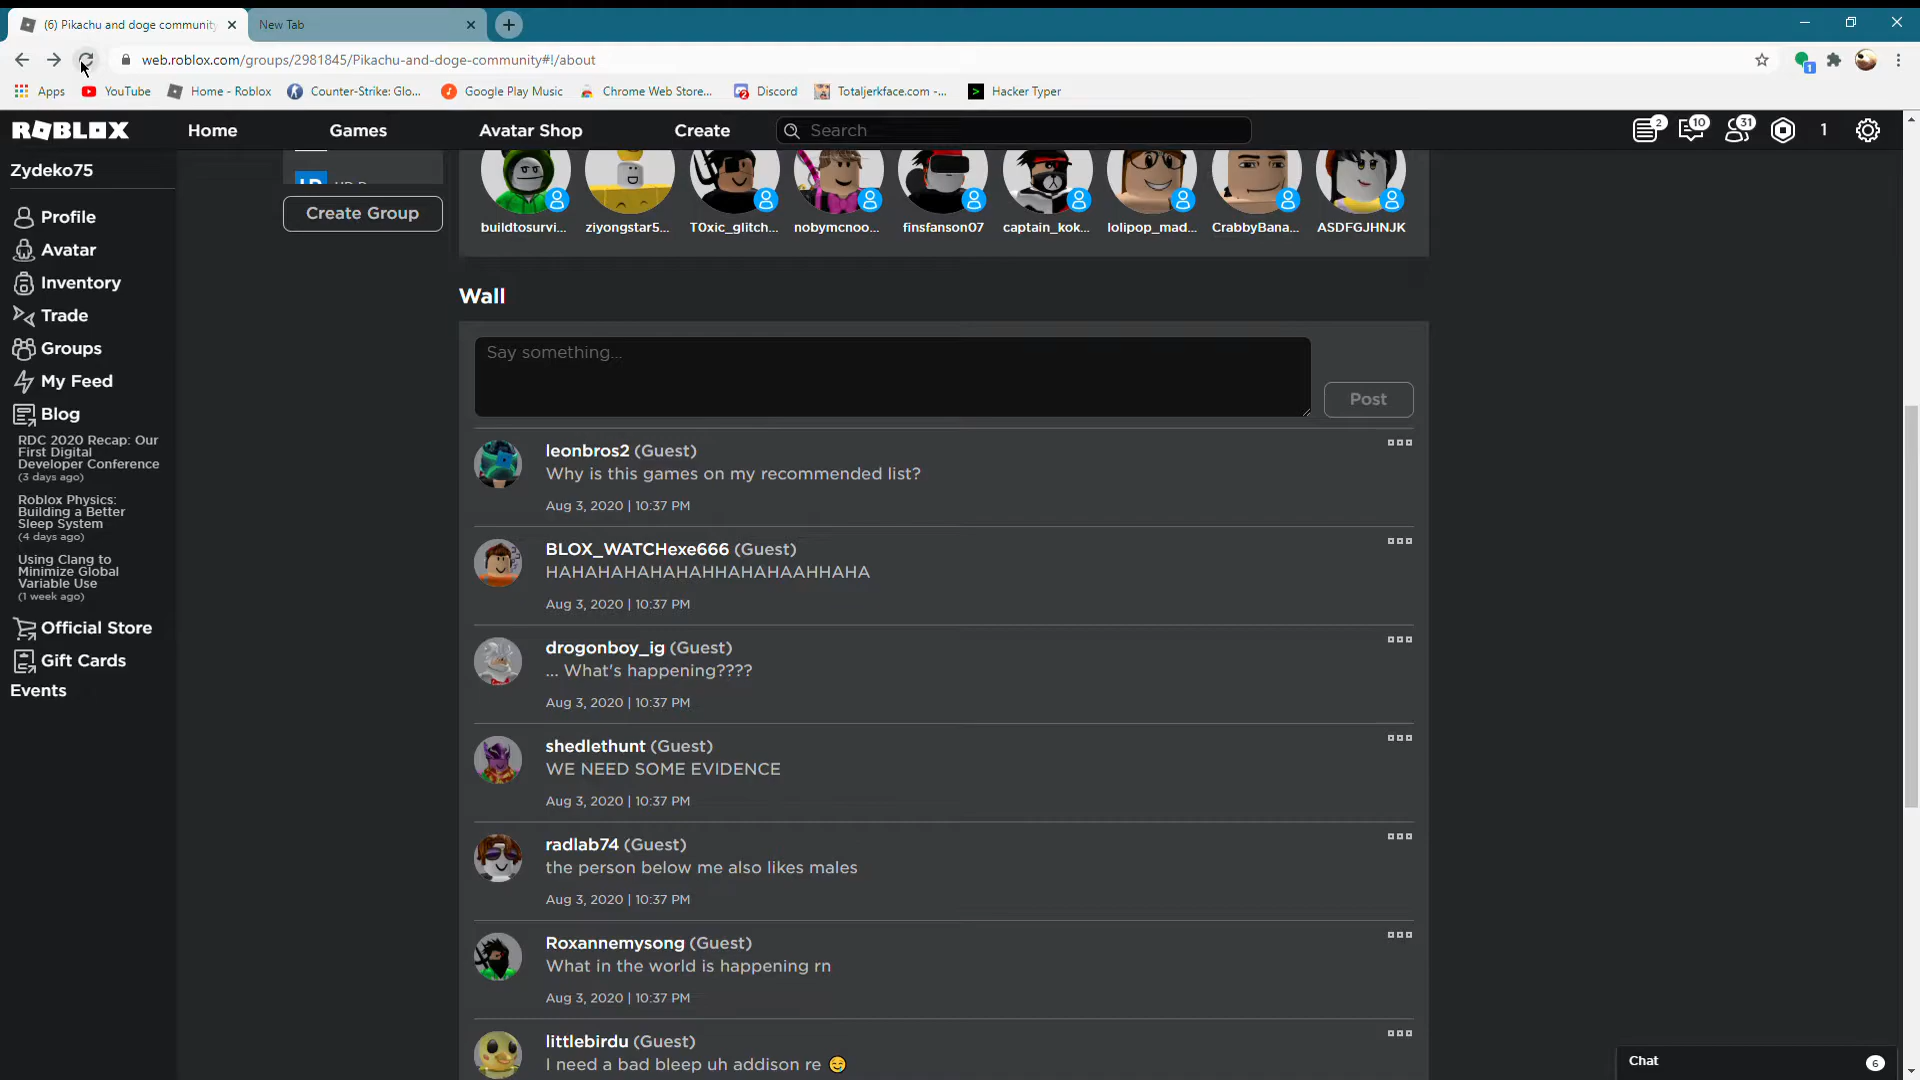 (6) Pikachu and doge community
New Tab
web.roblox.com/groups/2981845/Pikachu-and-doge-community#!/about
Apps
YouTube
Home - Roblox
Counter-Strike: Glo...
Google Play Music
Chrome Web Store...
Discord
Totaljerkface.com -...
Hacker Typer
1
ROBLOX
Home
Games
Avatar Shop
Create
Search
2
10
31
1
Zydeko75
Profile
Avatar
Inventory
Trade
Groups
My Feed
Blog
RDC 2020 Recap: Our
First Digital
Developer Conference
(3 days ago)
Roblox Physics:
Building a Better
Sleep System
(4 days ago)
Using Clang to
Minimize Global
Variable Use
(1 week ago)
Official Store
Gift Cards
Events
Create Group
buildtosurvi...
ziyongstar5...
T0xic_glitch...
nobymcnoo...
finsfanson07
captain_kok...
lolipop_mad...
CrabbyBana...
ASDFGJHNJK
Wall
Say something...
Post
leonbros2 (Guest)
Why is this games on my recommended list?
Aug 3, 2020 | 10:37 PM
BLOX_WATCHexe666 (Guest)
HAHAHAHAHAHAHHAHAHAAHHAHA
Aug 3, 2020 | 10:37 PM
drogonboy_ig (Guest)
... What's happening????
Aug 3, 2020 | 10:37 PM
shedlethunt (Guest)
WE NEED SOME EVIDENCE
Aug 3, 2020 | 10:37 PM
radlab74 (Guest)
the person below me also likes males
Aug 3, 2020 | 10:37 PM
Roxannemysong (Guest)
What in the world is happening rn
Aug 3, 2020 | 10:37 PM
littlebirdu (Guest)
I need a bad bleep uh addison re 😊
Chat
6